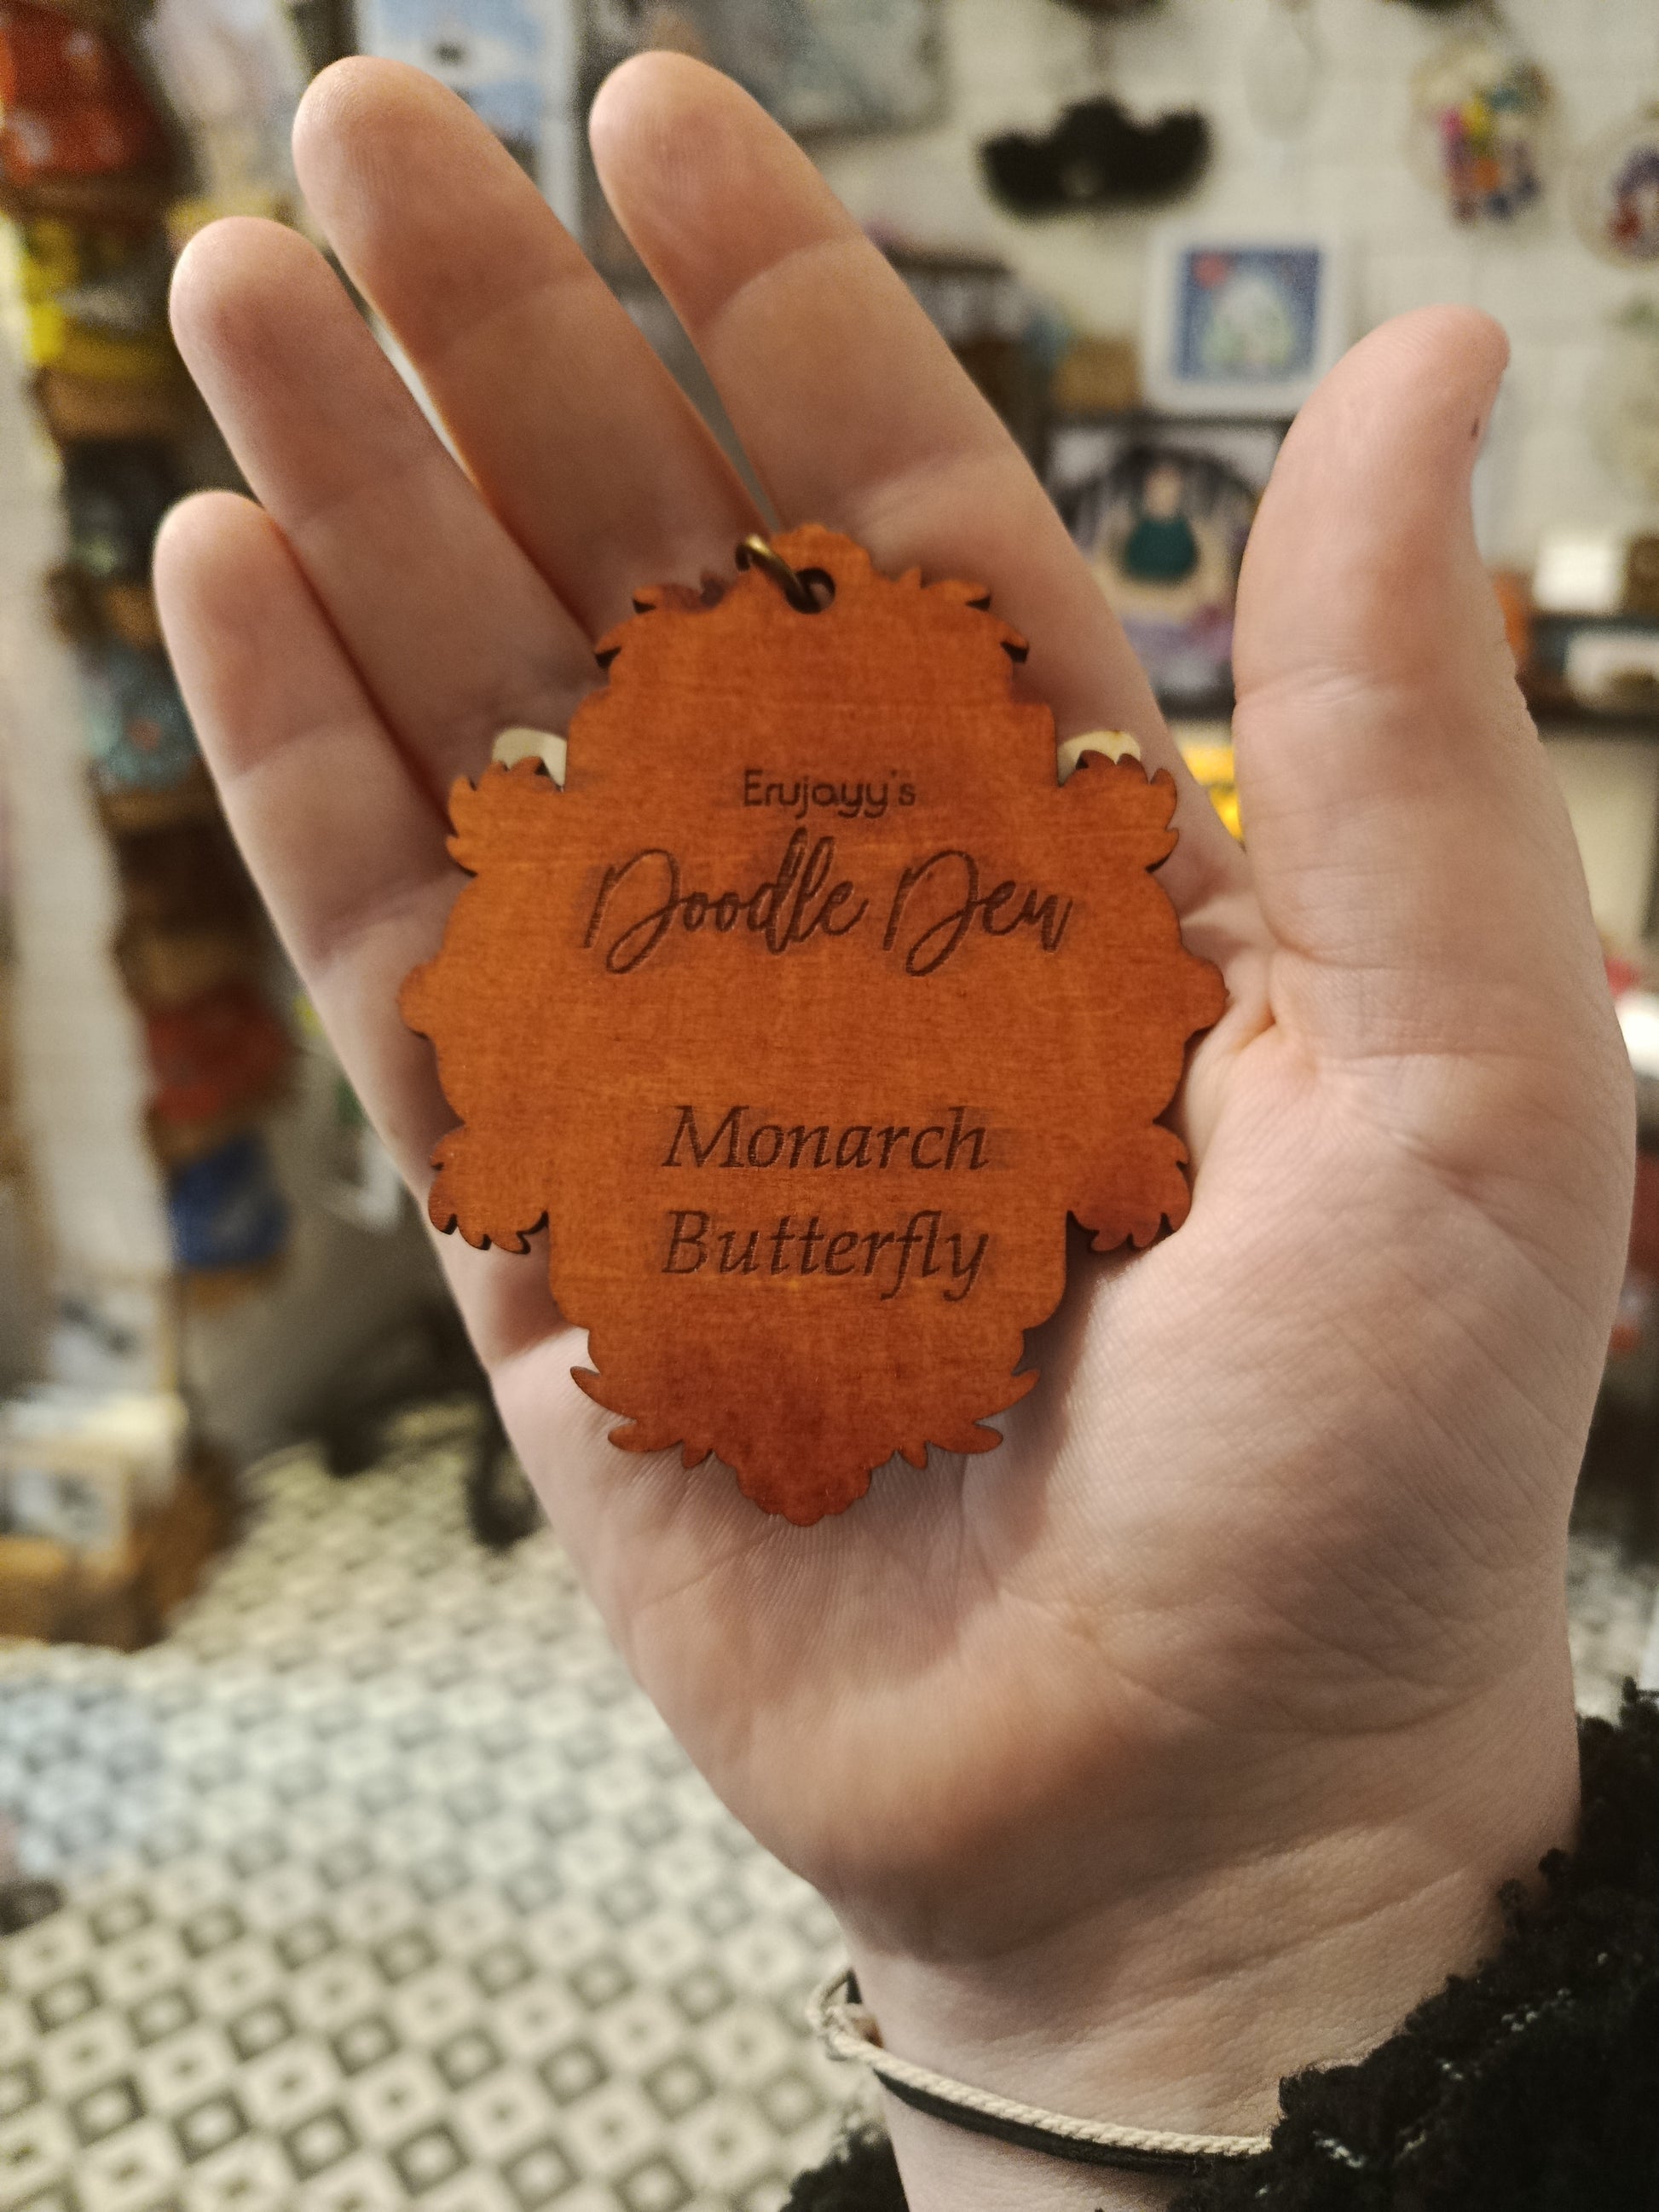 Erujayy's
Doodle Den
Monarch
Butterfly